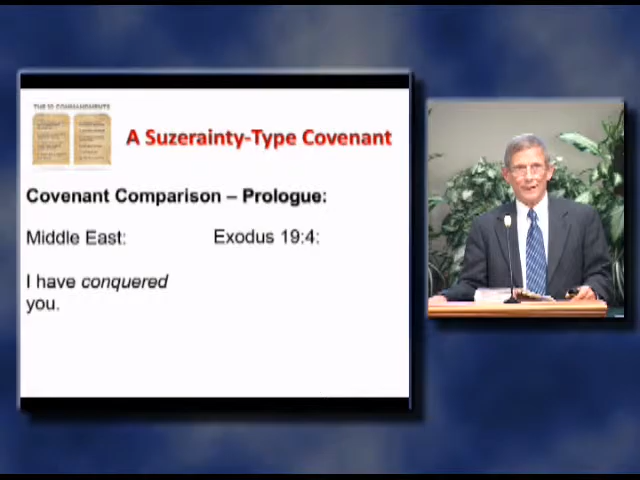 THE 10 COMMANDMENTS
A Suzerainty-Type Covenant
Covenant Comparison – Prologue:
Middle East:
Exodus 19:4:
I have conquered
you.